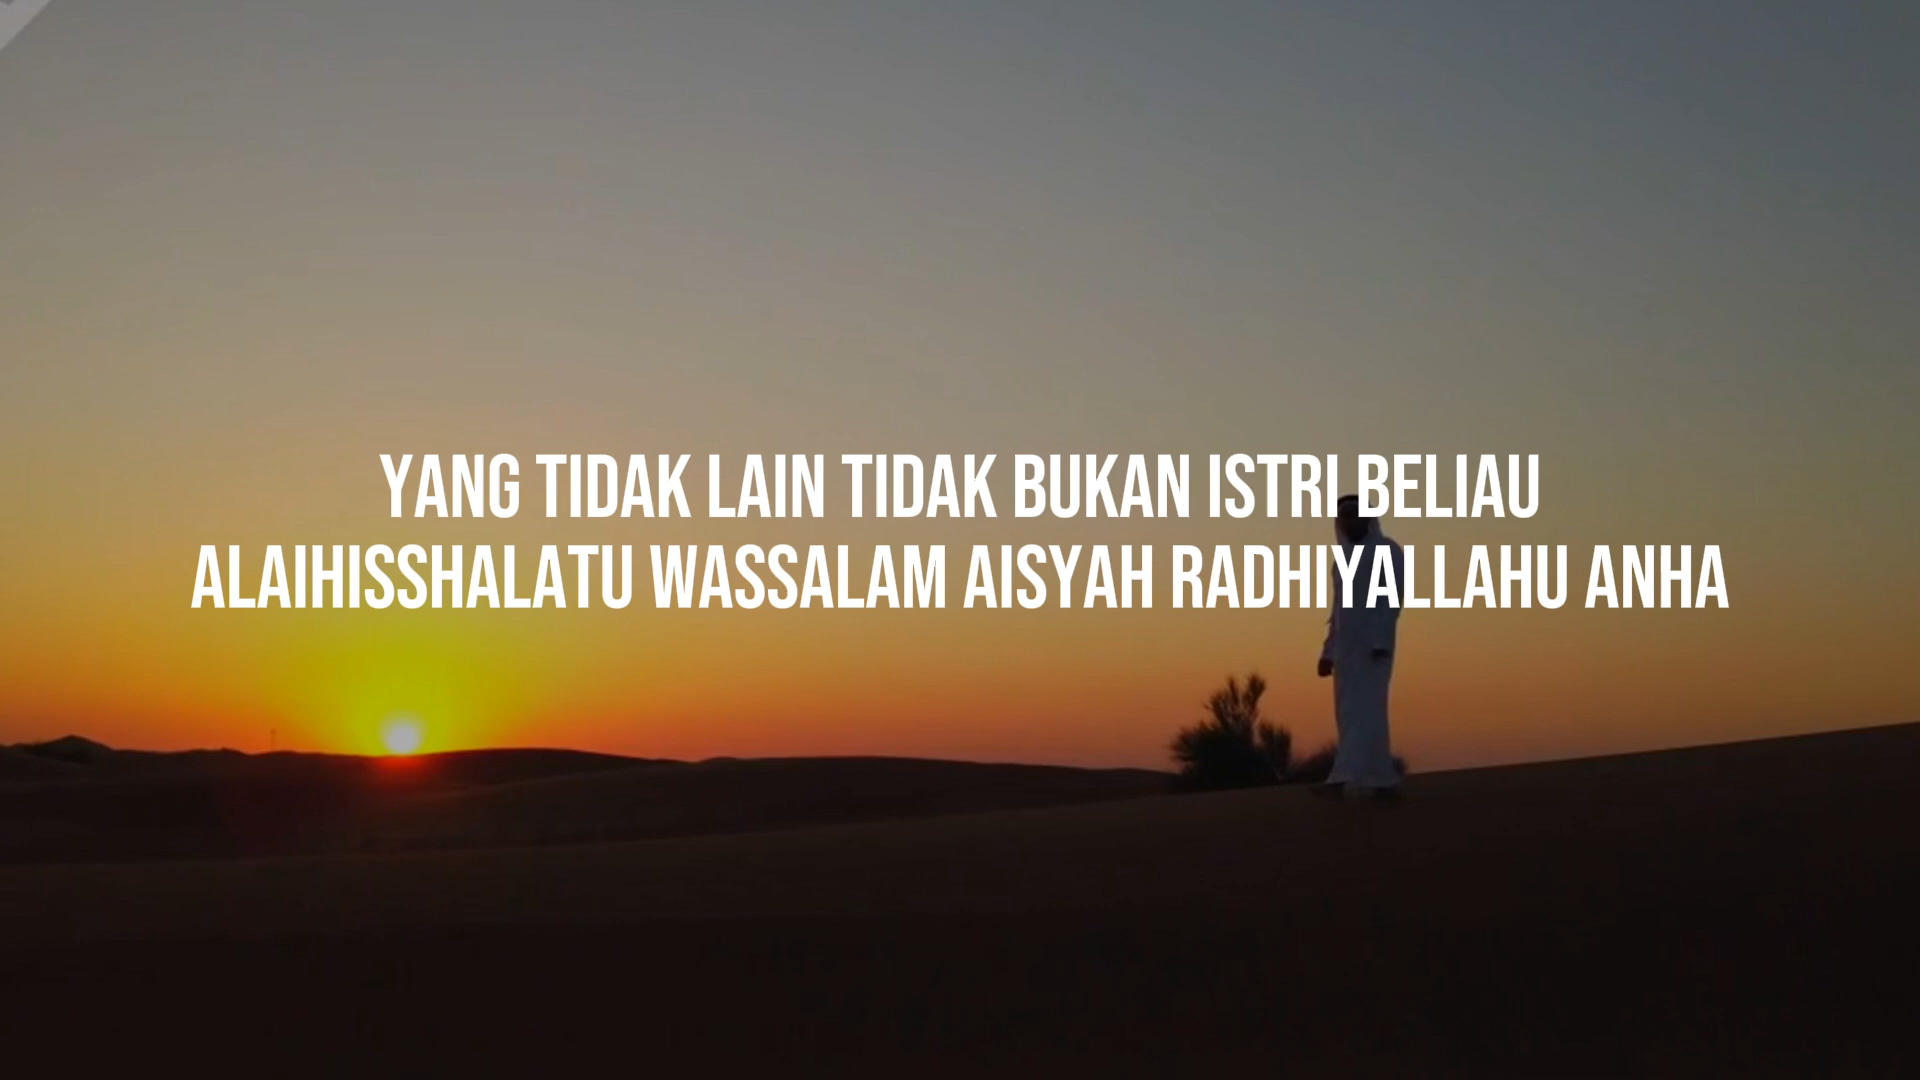 YANG TIDAK LAIN TIDAK BUKAN ISTRI BELIAU
ALAIHISSHALATU WASSALAM AISYAH RADHIYALLAHU ANHA